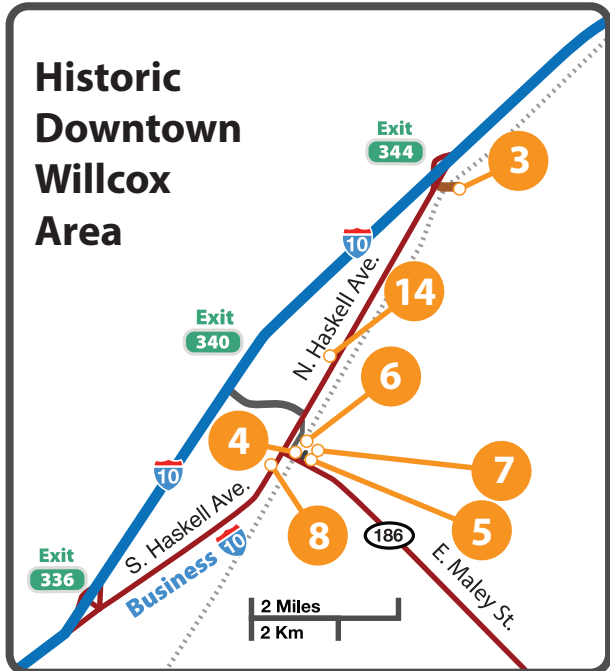 Historic
Downtown
Willcox
Area
Exit
344
3
10
N. Haskell Ave.
14
Exit
340
6
4
7
10
5
8
S. Haskell Ave.
Business 10
186
E. Maley St.
Exit
336
2 Miles
2 Km